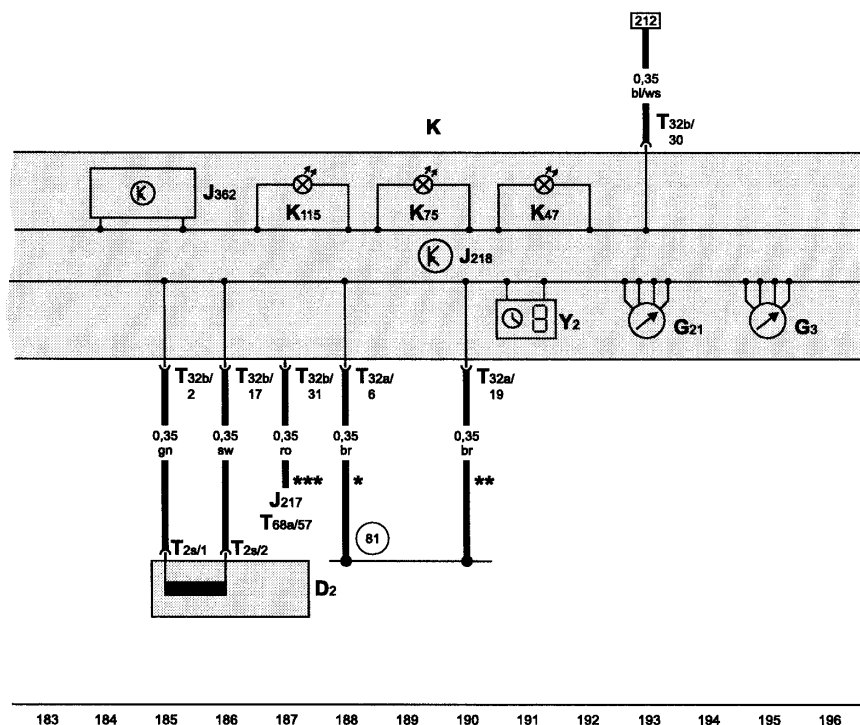 212
0,35
bl/ws
T32b/
30
K
J362
K115
K75
K47
J218
Y2
G21
G3
T32b/
2
T32b/
17
T32b/
31
T32a/
6
T32a/
19
0,35
gn
0,35
sw
0,35
ro
0,35
br
0,35
br
***
*
**
J217
T68a/57
81
T2s/1
T2s/2
D2
183 184 185 186 187 188 189 190 191 192 193 194 195 196